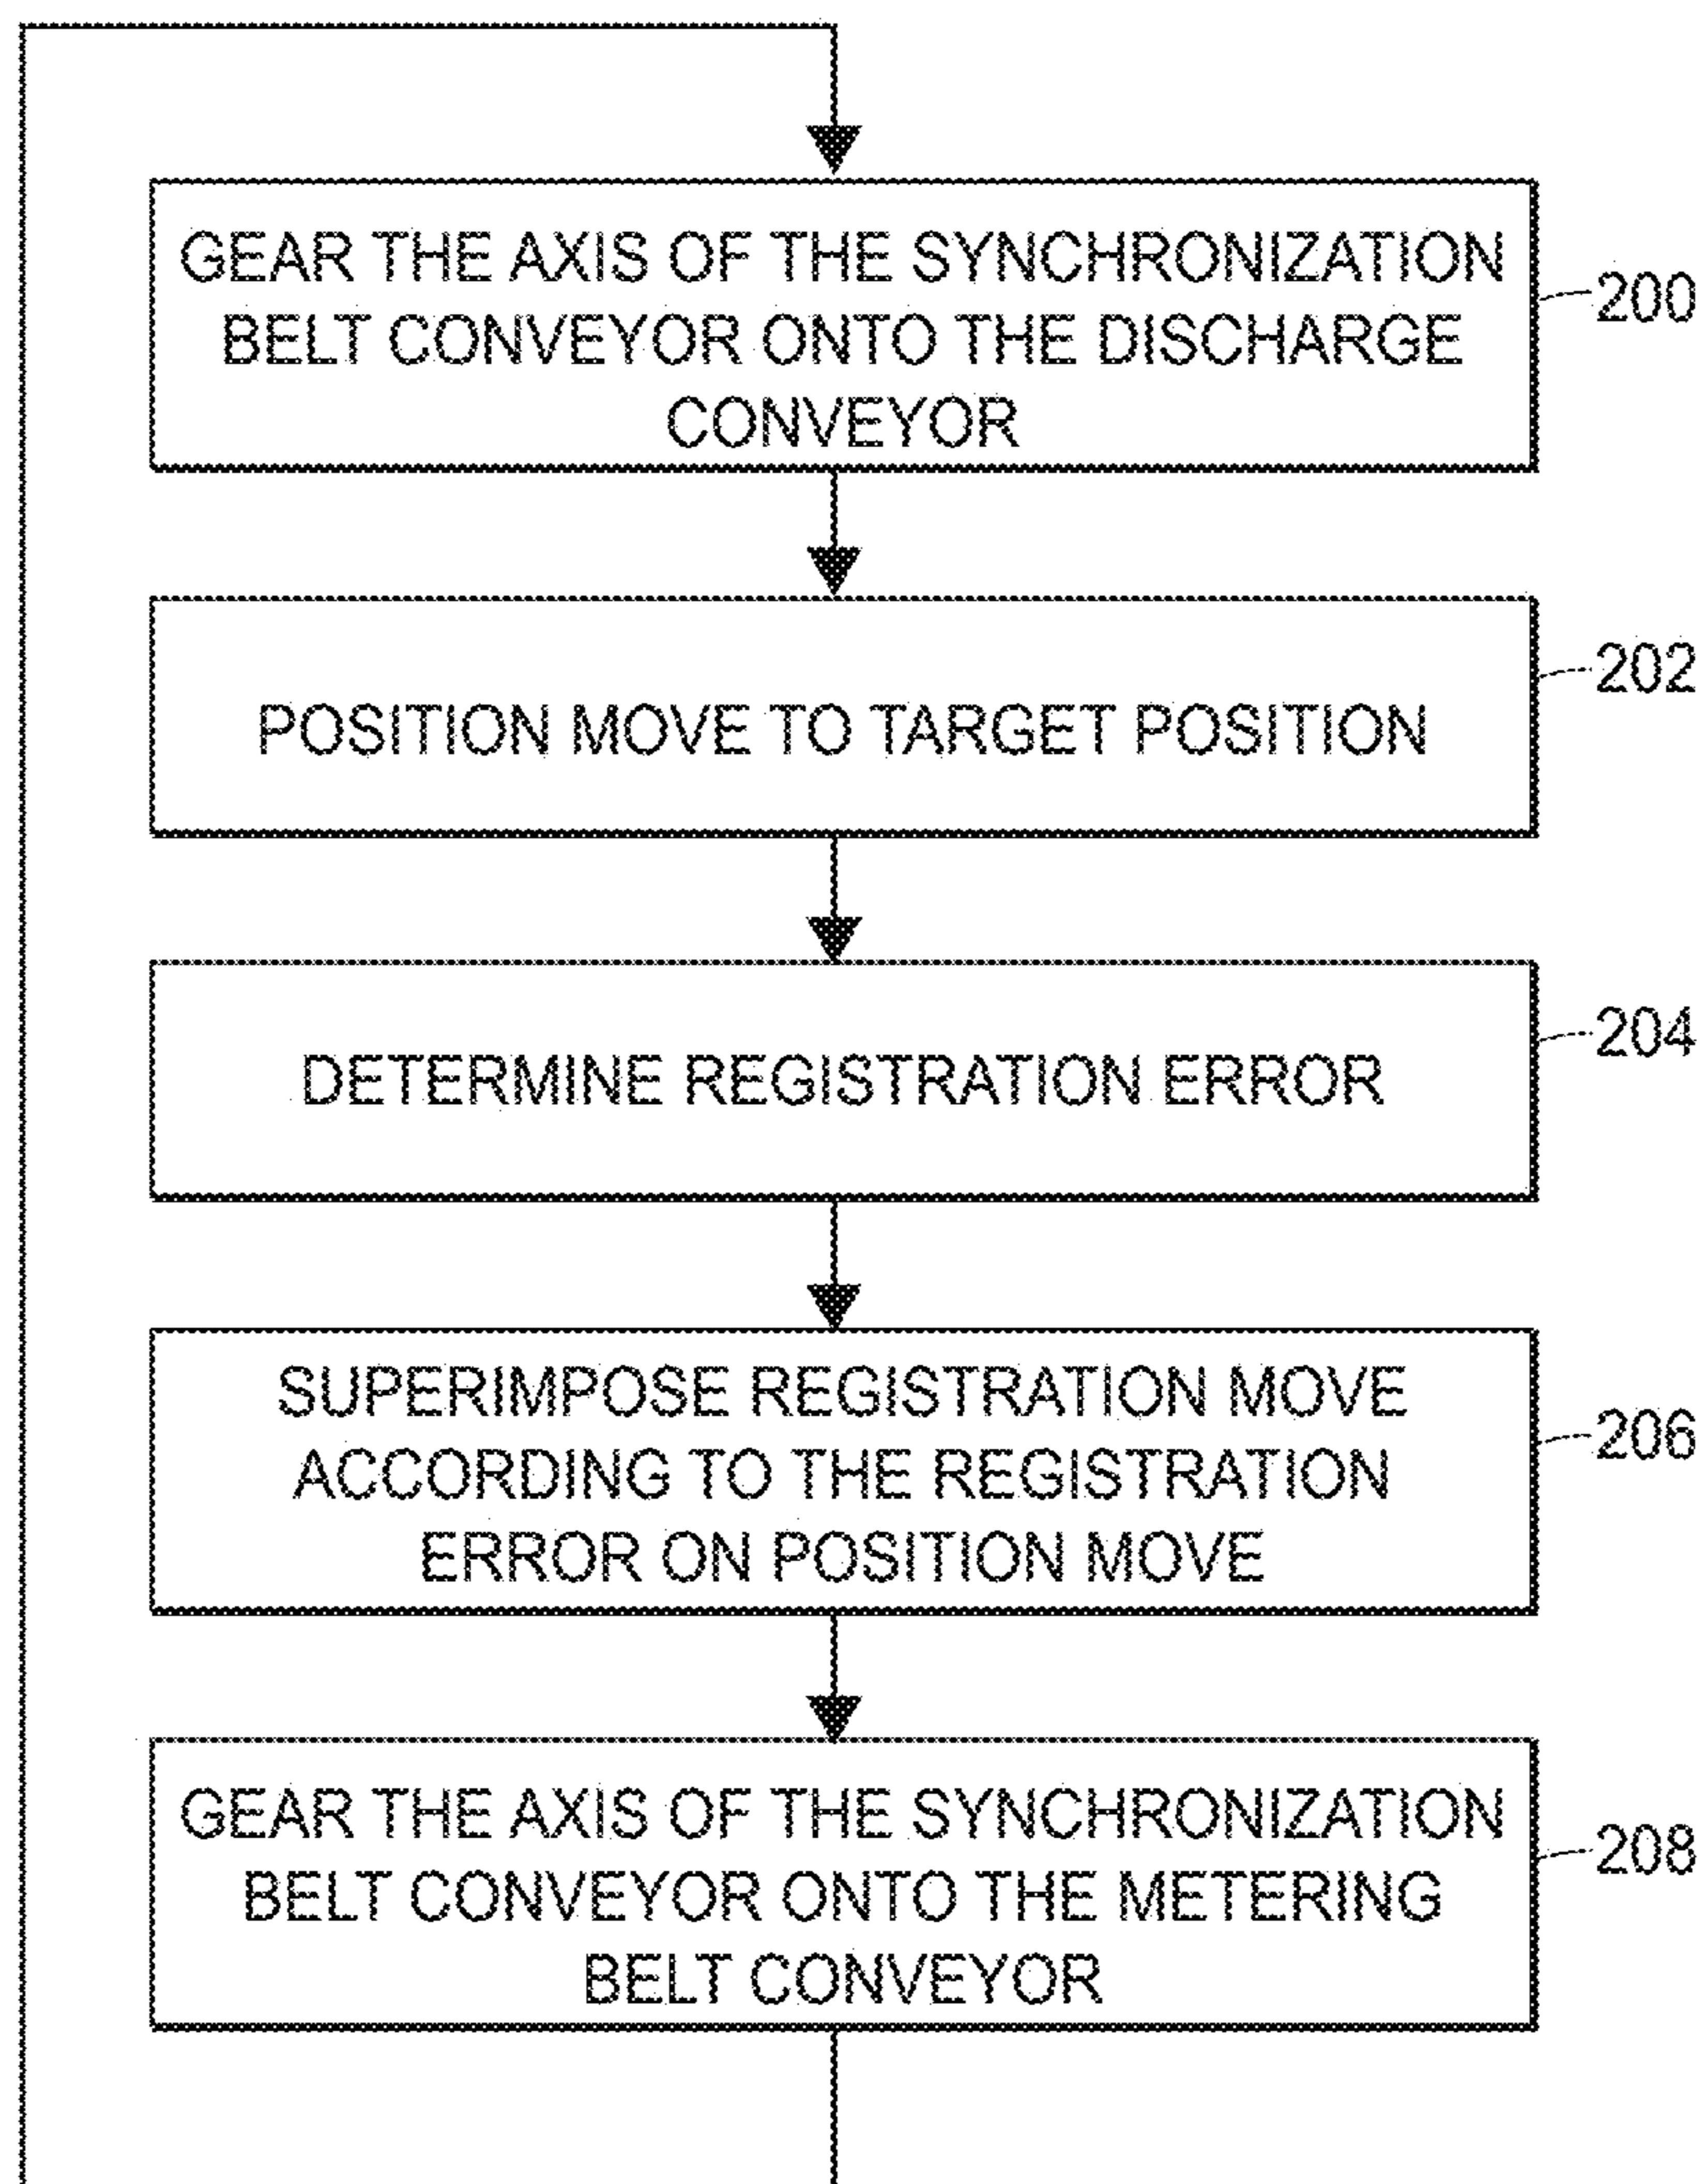 GEAR THE AXIS OF THE SYNCHRONIZATION
BELT CONVEYOR ONTO THE DISCHARGE
CONVEYOR
200
POSITION MOVE TO TARGET POSITION
202
DETERMINE REGISTRATION ERROR
204
SUPERIMPOSE REGISTRATION MOVE
ACCORDING TO THE REGISTRATION
ERROR ON POSITION MOVE
206
GEAR THE AXIS OF THE SYNCHRONIZATION
BELT CONVEYOR ONTO THE METERING
BELT CONVEYOR
208